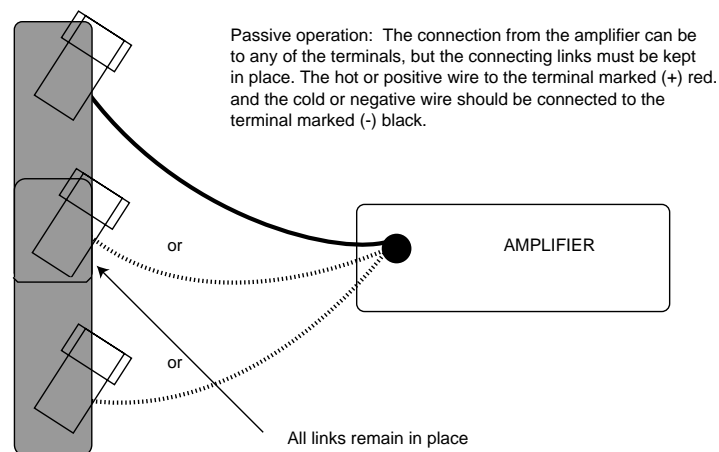 Passive operation:  The connection from the amplifier can be
to any of the terminals, but the connecting links must be kept
in place. The hot or positive wire to the terminal marked (+) red.
and the cold or negative wire should be connected to the
terminal marked (-) black.
or
AMPLIFIER
or
All links remain in place